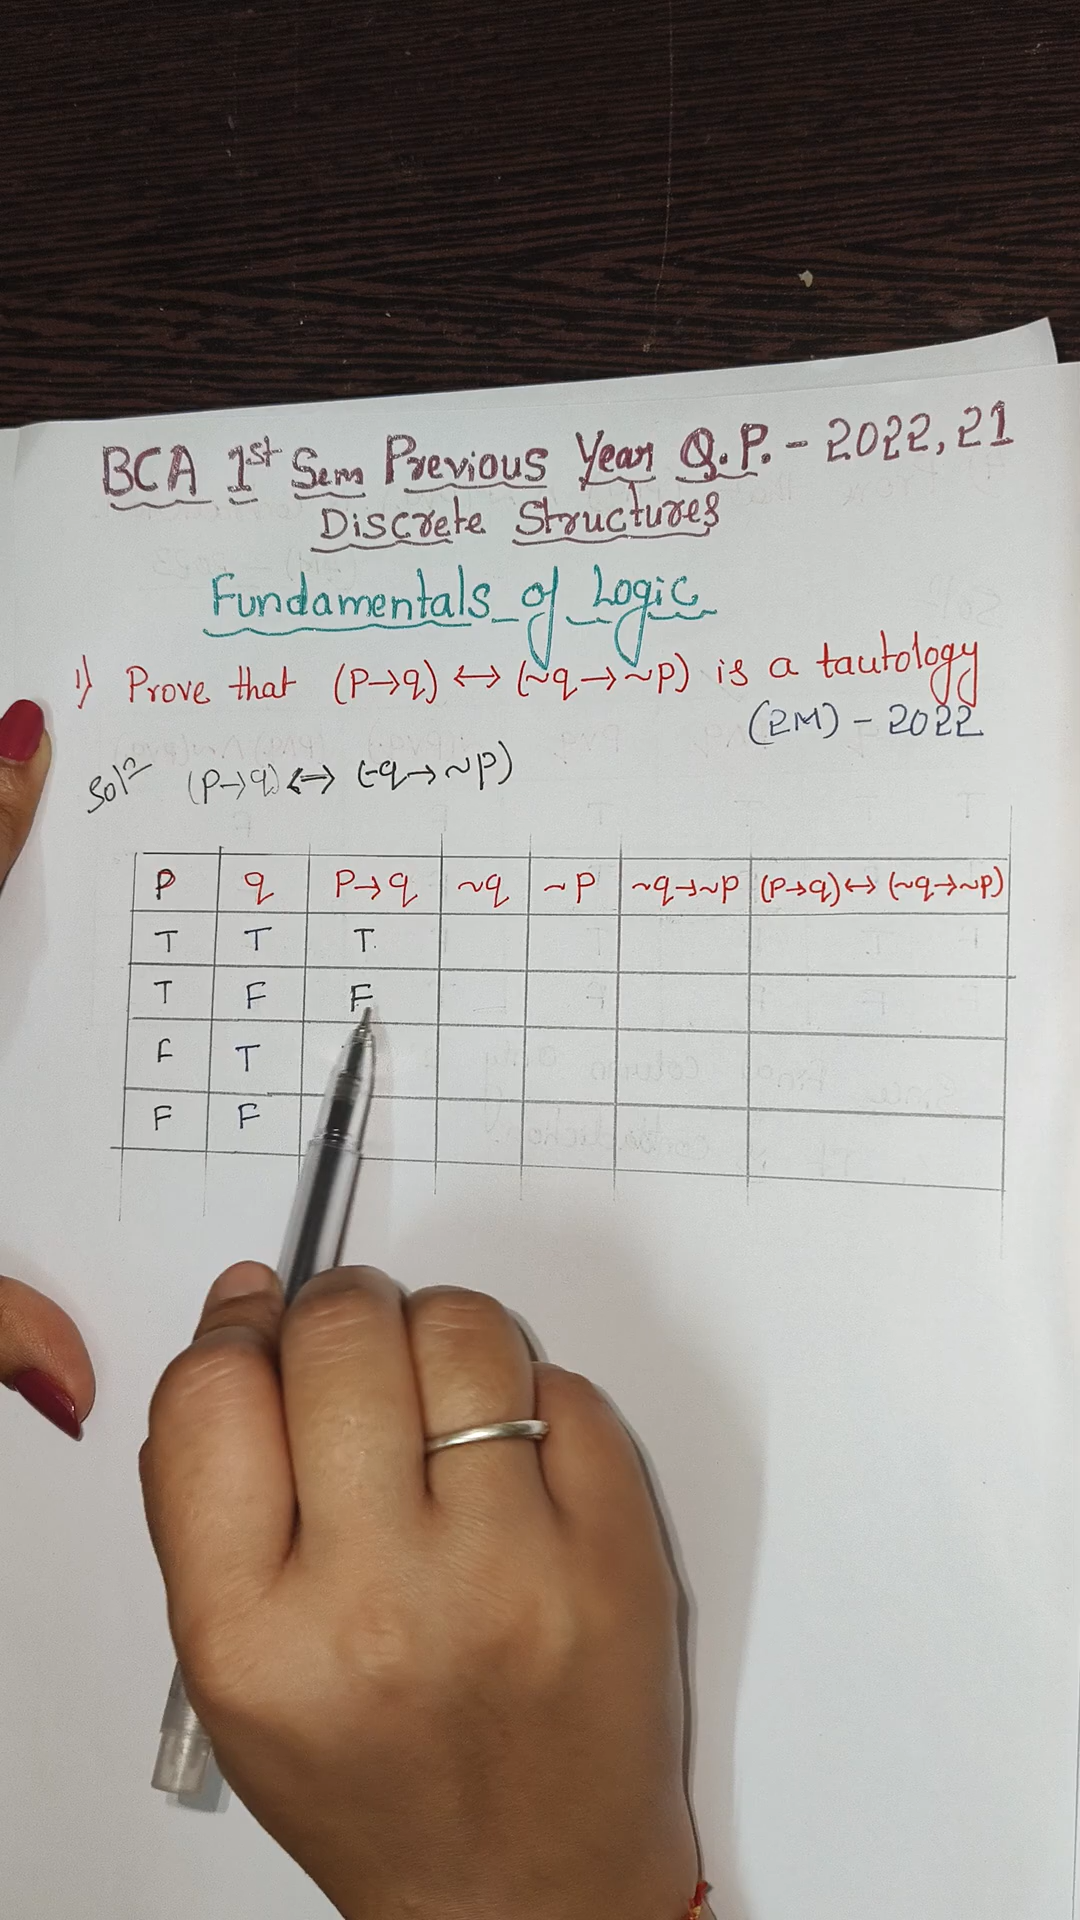 BCA 1st Sem Previous Year Q.P. - 2022, 21
Discrete Structures
Fundamentals of Logic
1) Prove that (P→q) ↔ (~q→~p) is a tautology
(2M) - 2022
Soln (P→q) ↔ (~q→~p)
P q P→q ~q ~P ~q→~p (P→q)↔(~q→~p)
T T T
T F F
F T
F F